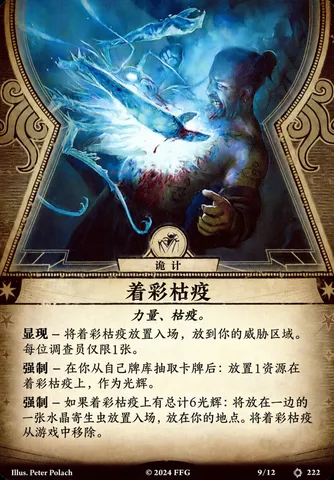 诡计
着彩枯疫
力量、枯疫。
显现 – 将着彩枯疫放置入场，放到你的威胁区域。
每位调查员仅限1张。
强制 – 在你从自己牌库抽取卡牌后：放置1资源在
着彩枯疫上，作为光辉。
强制 – 如果着彩枯疫上有总计6光辉：将放在一边的
一张水晶寄生虫放置入场，放在你的地点。将着彩枯疫
从游戏中移除。
Illus. Peter Polach © 2024 FFG 9/12 222